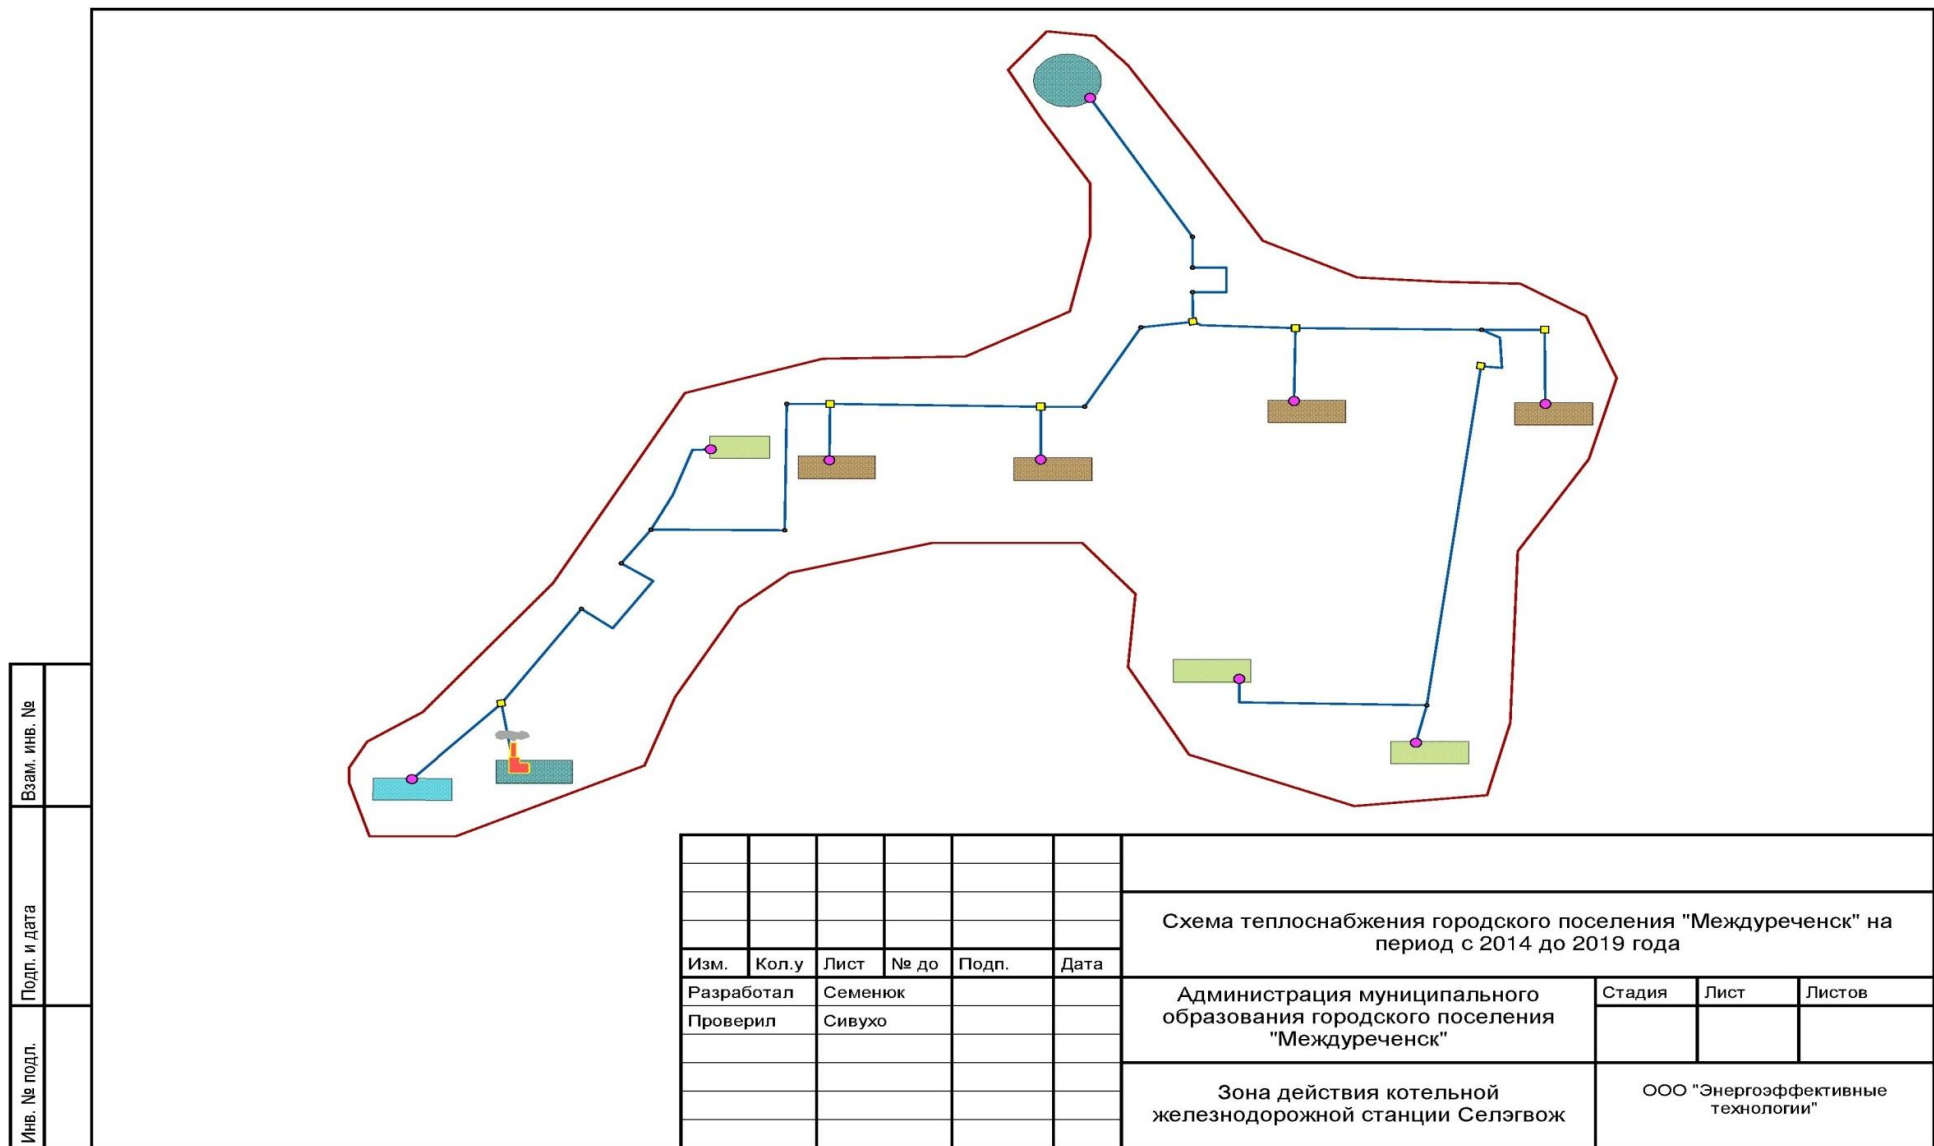 Взам. инв. №
Подп. и дата
Инв. № подл.
Схема теплоснабжения городского поселения "Междуреченск" на
период с 2014 до 2019 года
Изм. Кол.у Лист № до Подп. Дата
Разработал Семенюк
Проверил Сивухо
Администрация муниципального
образования городского поселения
"Междуреченск"
Стадия Лист Листов
Зона действия котельной
железнодорожной станции Селэгвож
ООО "Энергоэффективные
технологии"